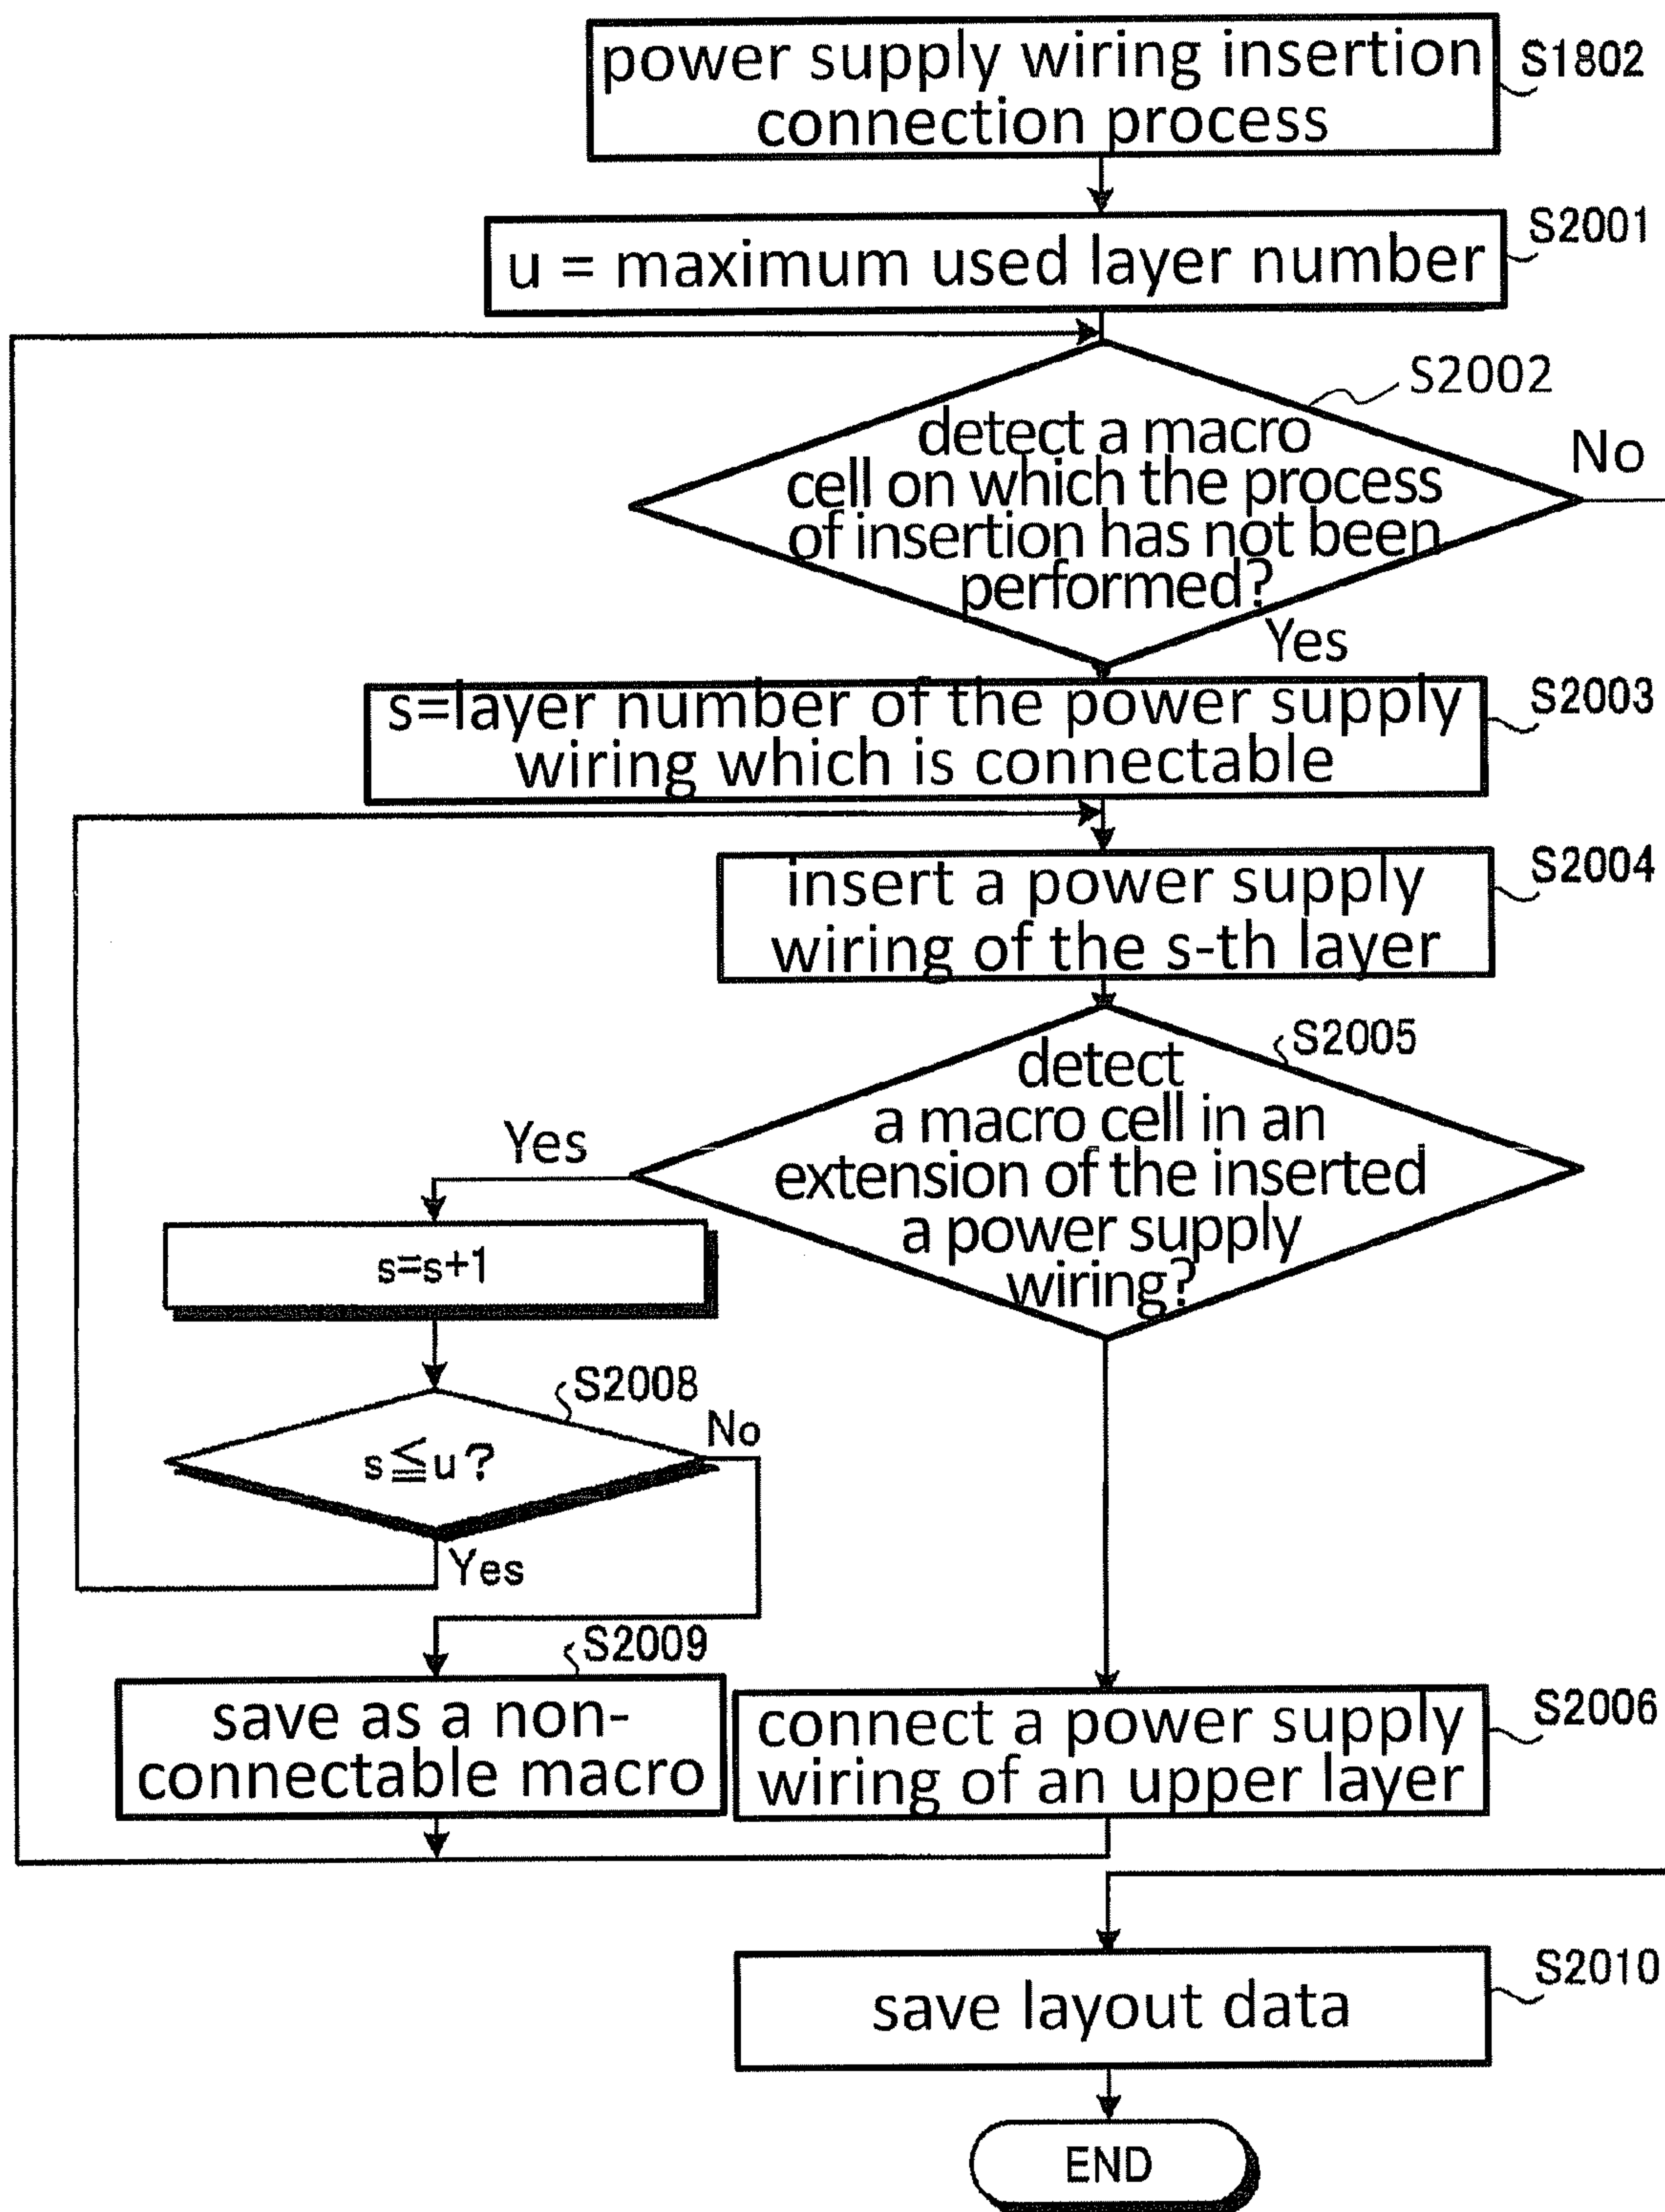 power supply wiring insertion
connection process
S1802
u = maximum used layer number
S2001
S2002
detect a macro
cell on which the process
of insertion has not been
performed?
No
Yes
s=layer number of the power supply
wiring which is connectable
S2003
insert a power supply
wiring of the s-th layer
S2004
S2005
detect
a macro cell in an
extension of the inserted
a power supply
wiring?
Yes
s=s+1
S2008
s≦u?
No
Yes
S2009
save as a non-
connectable macro
connect a power supply
wiring of an upper layer
S2006
save layout data
S2010
END